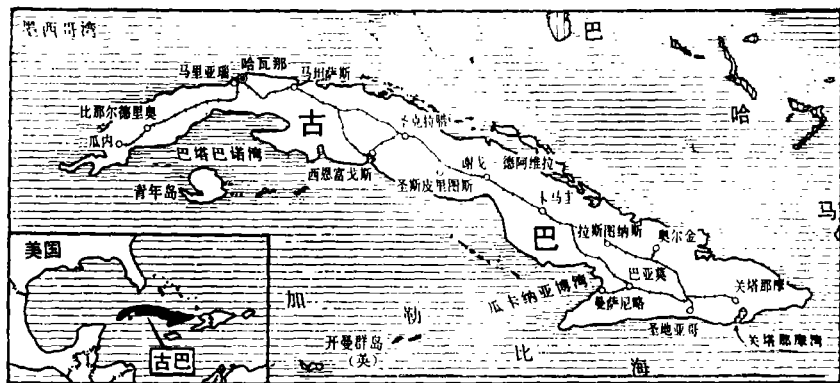 墨西哥湾
巴
哈
马
马里亚瑙
哈瓦那
马坦萨斯
比那尔德里奥
瓜内
巴塔巴诺湾
青年岛
古
西恩富戈斯
圣克拉腊
圣斯皮里图斯
谢戈
德阿维拉
卡马圭
巴
拉斯图纳斯
奥尔金
巴亚莫
瓜卡纳亚博湾
曼萨尼略
关塔那摩
圣地亚哥
关塔那摩湾
加
勒
比
海
开曼群岛
(英)
美国
古巴